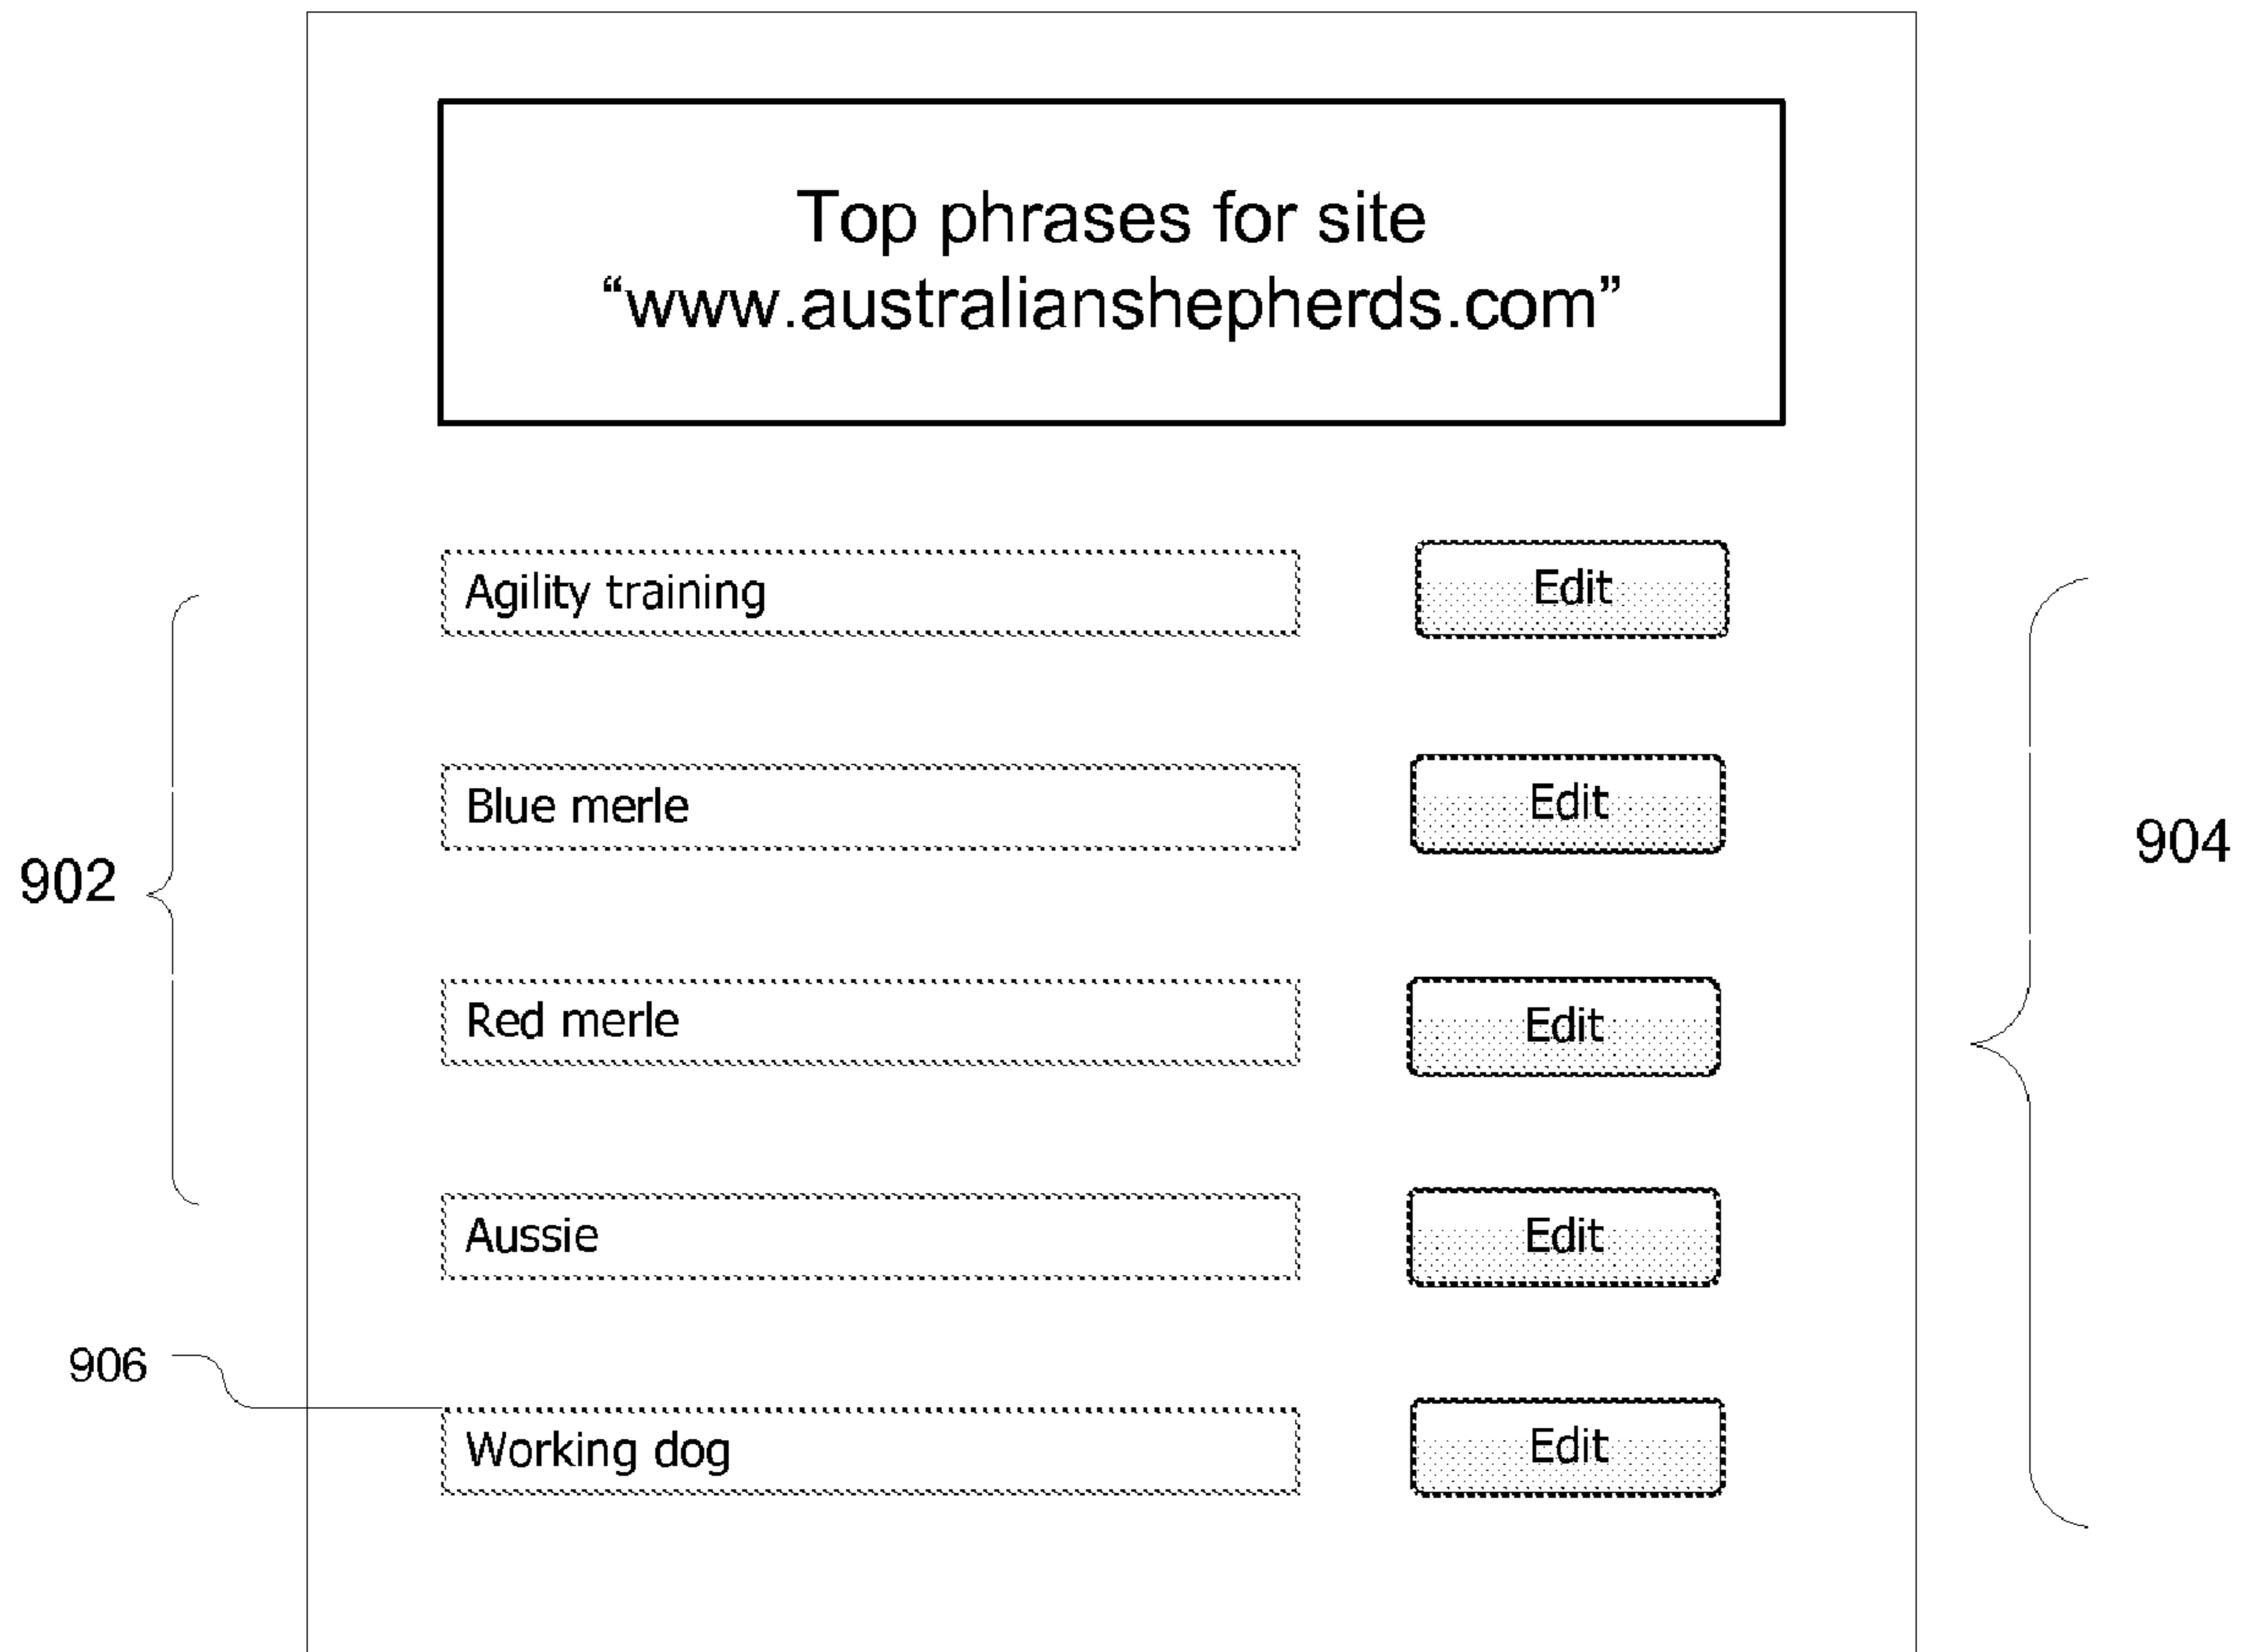 Top phrases for site
“www.australianshepherds.com”
Agility training
Edit
Blue merle
Edit
902
904
Red merle
Edit
Aussie
Edit
906
Working dog
Edit